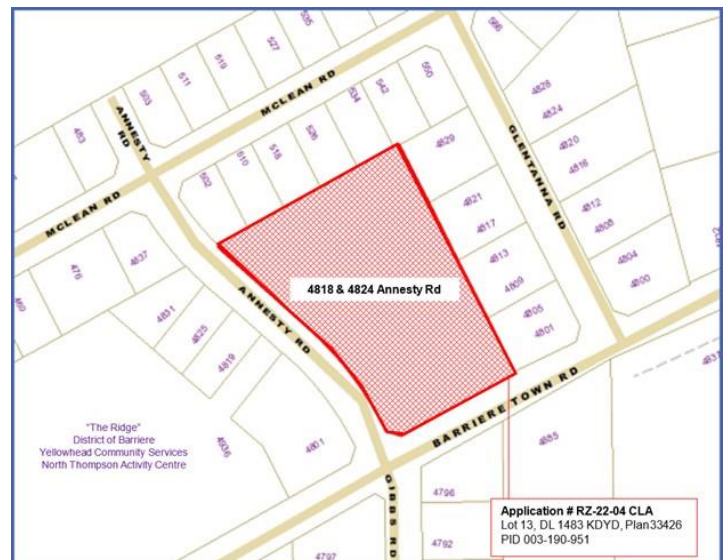 535
527
519
511
503
483
MCLEAN RD
ANNESTY
RD
550
542
534
526
518
510
502
MCLEAN RD
GLENTANNA RD
4824
4820
4816
4812
4808
4804
4800
4829
4821
4817
4813
4809
4805
4801
476
4837
4831
4825
4819
4818 & 4824 Annesty Rd
ANNESTY RD
BARRIERE TOWN RD
"The Ridge"
District of Barriere
Yellowhead Community Services
North Thompson Activity Centre
4936
4801
GIBBS RD
4885
4796
4792
4797
Application # RZ-22-04 CLA
Lot 13, DL 1483 KDYD, Plan33426
PID 003-190-951